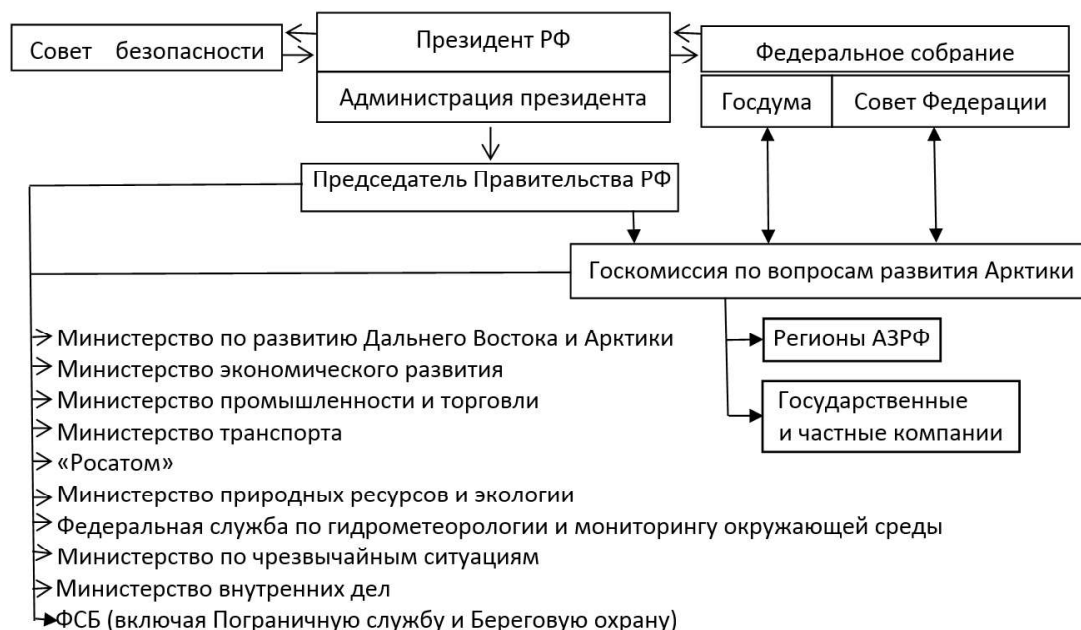 Совет безопасности
Президент РФ
Федеральное собрание
Администрация президента
Госдума
Совет Федерации
Председатель Правительства РФ
Госкомиссия по вопросам развития Арктики
Министерство по развитию Дальнего Востока и Арктики
Регионы АЗРФ
Министерство экономического развития
Министерство промышленности и торговли
Государственные
и частные компании
Министерство транспорта
«Росатом»
Министерство природных ресурсов и экологии
Федеральная служба по гидрометеорологии и мониторингу окружающей среды
Министерство по чрезвычайным ситуациям
Министерство внутренних дел
ФСБ (включая Пограничную службу и Береговую охрану)